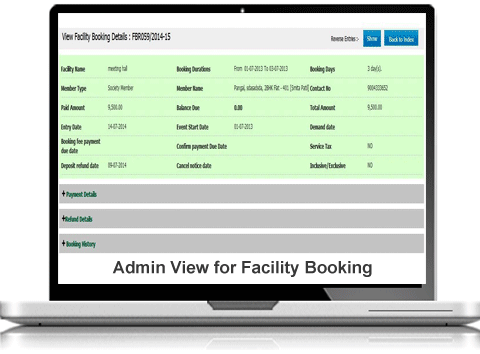 View Facility Booking Details : FBR059/2014-15 Reverse Entries :- Show Back to Index
Facility Name meeting hall Booking Durations From 01-07-2013 To 03-07-2013 Booking Days 3 day(s).
Member Type Society Member Member Name Pangal, 2BHK Flat - 401 [Smita Patil] Contact No 9004333652
Paid Amount 9,500.00 Balance Due 0.00 Total Amount 9,500.00
Entry Date 14-07-2014 Event Start Date 01-07-2013 Demand date
Booking fee payment due date Confirm payment Due Date Service Tax NO
Deposit refund date 09-07-2014 Cancel notice date Inclusive/Exclusive NO
+Payment Details
+Refund Details
+Booking History
Admin View for Facility Booking